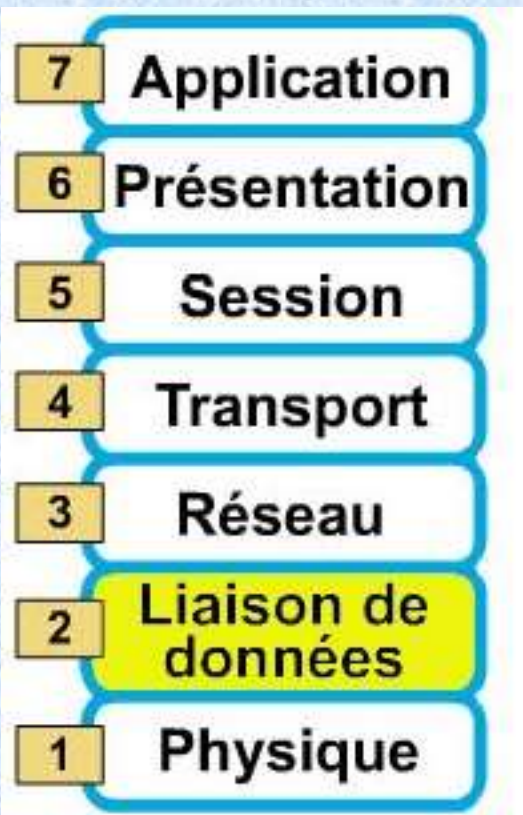 7 Application
6 Présentation
5 Session
4 Transport
3 Réseau
2 Liaison de
données
1 Physique